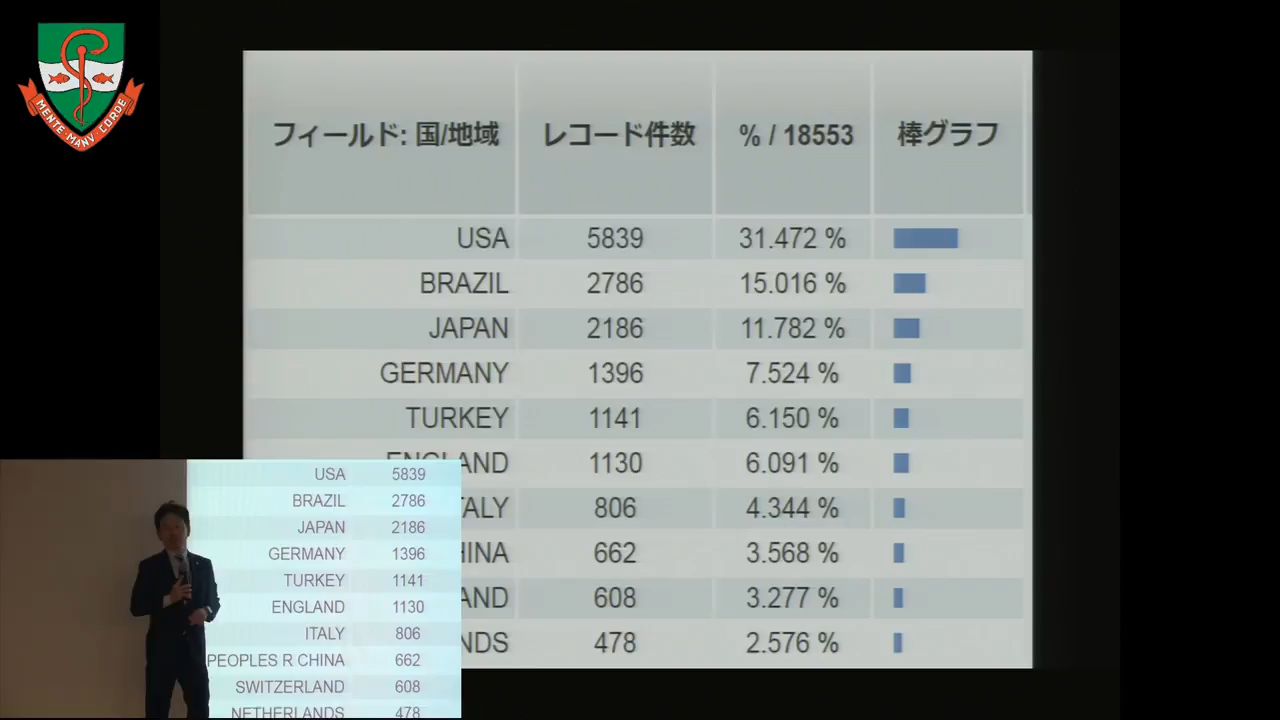 MENTE MANV CORDE
フィールド: 国/地域 レコード件数 % / 18553 棒グラフ
USA 5839 31.472 %
BRAZIL 2786 15.016 %
JAPAN 2186 11.782 %
GERMANY 1396 7.524 %
TURKEY 1141 6.150 %
ENGLAND 1130 6.091 %
TALY 806 4.344 %
HINA 662 3.568 %
AND 608 3.277 %
NDS 478 2.576 %
USA 5839
BRAZIL 2786
JAPAN 2186
GERMANY 1396
TURKEY 1141
ENGLAND 1130
ITALY 806
PEOPLES R CHINA 662
SWITZERLAND 608
NETHERLANDS 478